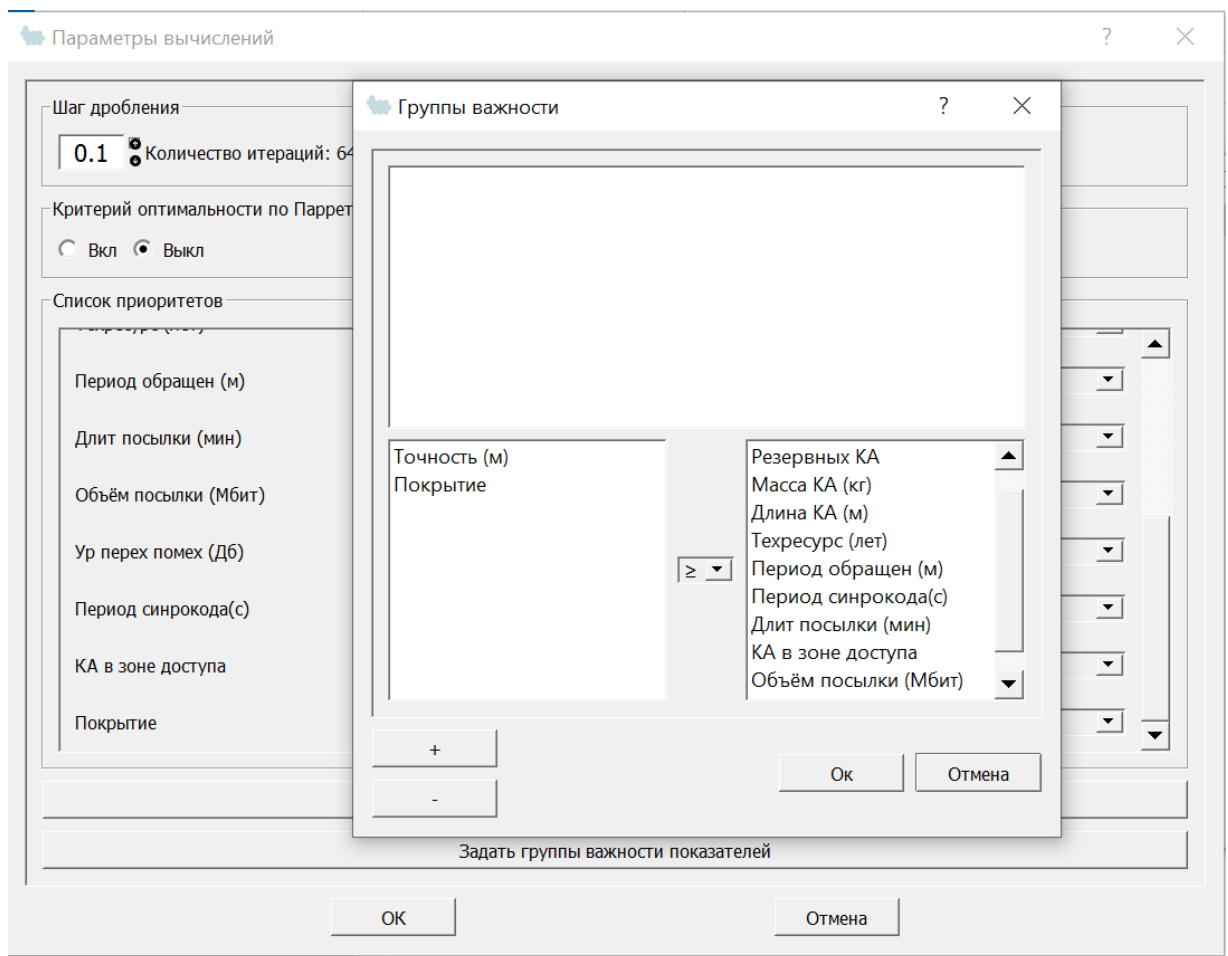 Параметры вычислений
?
Шаг дробления
0.1
Количество итераций: 64
Критерий оптимальности по Паррет
Вкл
Выкл
Список приоритетов
Период обращен (м)
Длит посылки (мин)
Объём посылки (Мбит)
Ур перех помех (Дб)
Период синрокода(с)
КА в зоне доступа
Покрытие
Группы важности
?
Точность (м)
Покрытие
≥
Резервных КА
Масса КА (кг)
Длина КА (м)
Техресурс (лет)
Период обращен (м)
Период синрокода(с)
Длит посылки (мин)
КА в зоне доступа
Объём посылки (Мбит)
+
-
Ок
Отмена
Задать группы важности показателей
ОК
Отмена